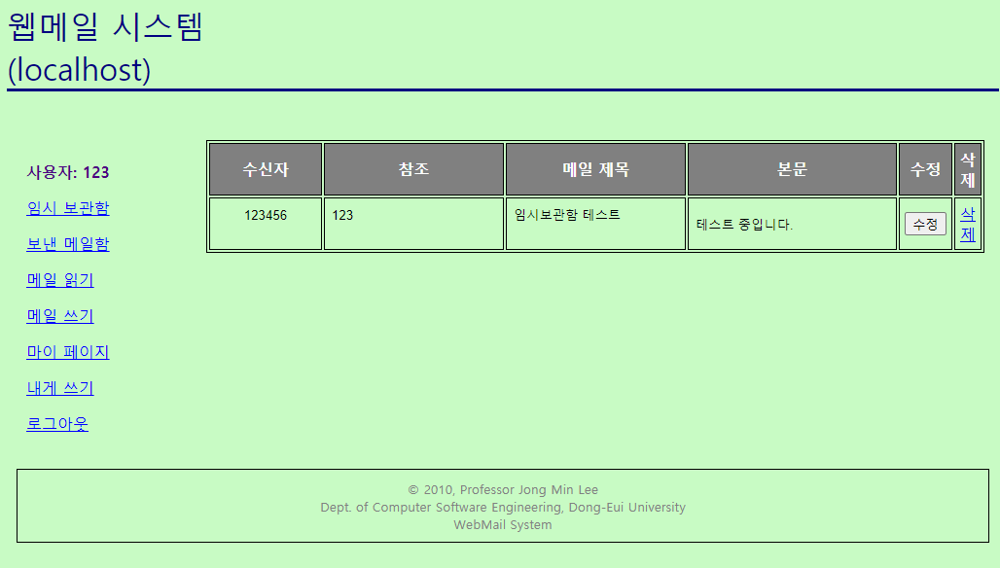 웹메일 시스템
(localhost)
사용자: 123
임시 보관함
보낸 메일함
메일 읽기
메일 쓰기
마이 페이지
내게 쓰기
로그아웃
수신자 참조 메일 제목 본문 수정 삭제
123456 123 임시보관함 테스트 테스트 중입니다. 수정 삭제
© 2010, Professor Jong Min Lee
Dept. of Computer Software Engineering, Dong-Eui University
WebMail System